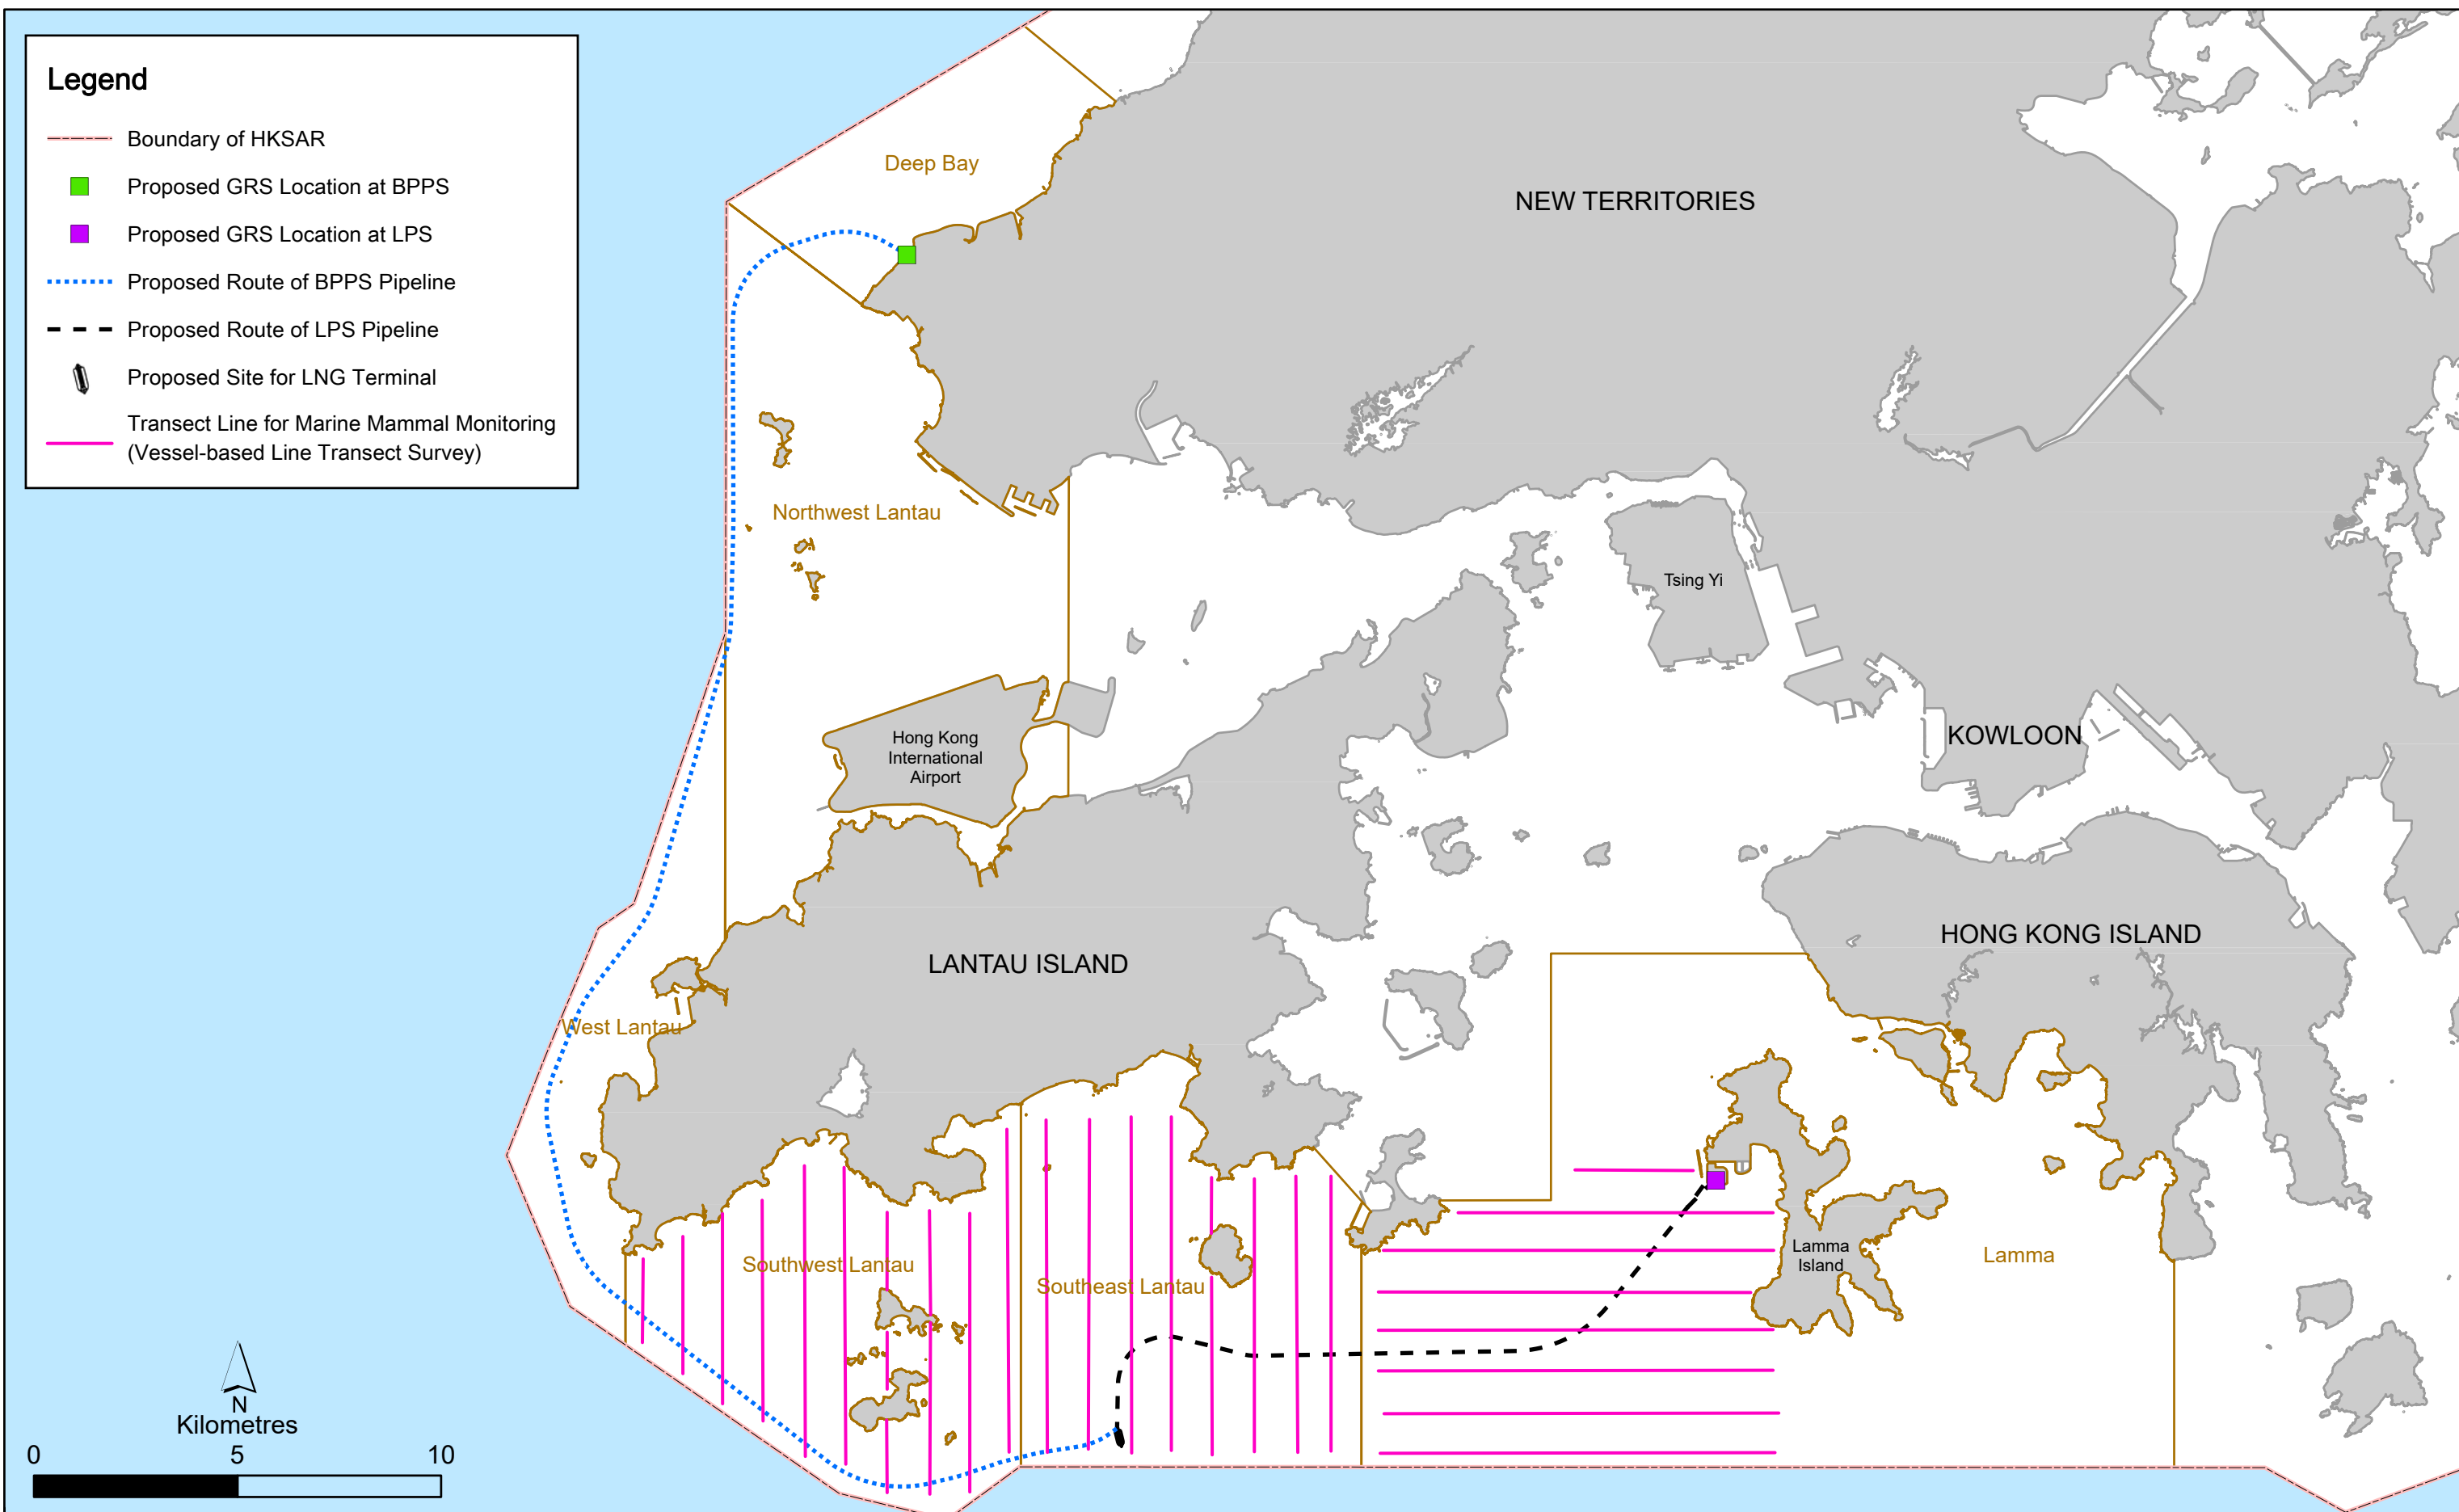 Legend
Boundary of HKSAR
Proposed GRS Location at BPPS
Proposed GRS Location at LPS
Proposed Route of BPPS Pipeline
Proposed Route of LPS Pipeline
Proposed Site for LNG Terminal
Transect Line for Marine Mammal Monitoring
(Vessel-based Line Transect Survey)
Deep Bay
NEW TERRITORIES
Northwest Lantau
Tsing Yi
Hong Kong
International
Airport
KOWLOON
LANTAU ISLAND
HONG KONG ISLAND
West Lantau
Southwest Lantau
Southeast Lantau
Lamma
Island
Lamma
N
Kilometres
0 5 10